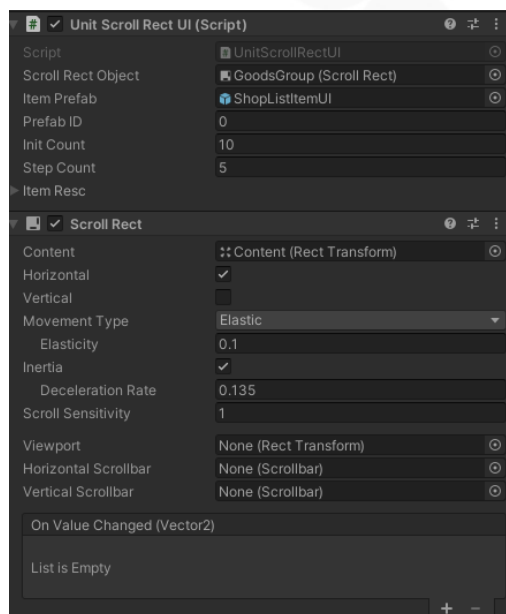 Unit Scroll Rect UI (Script)
Script UnitScrollRectUI
Scroll Rect Object GoodsGroup (Scroll Rect)
Item Prefab ShopListItemUI
Prefab ID 0
Init Count 10
Step Count 5
Item Resc
Scroll Rect
Content Content (Rect Transform)
Horizontal
Vertical
Movement Type Elastic
Elasticity 0.1
Inertia
Deceleration Rate 0.135
Scroll Sensitivity 1
Viewport None (Rect Transform)
Horizontal Scrollbar None (Scrollbar)
Vertical Scrollbar None (Scrollbar)
On Value Changed (Vector2)
List is Empty